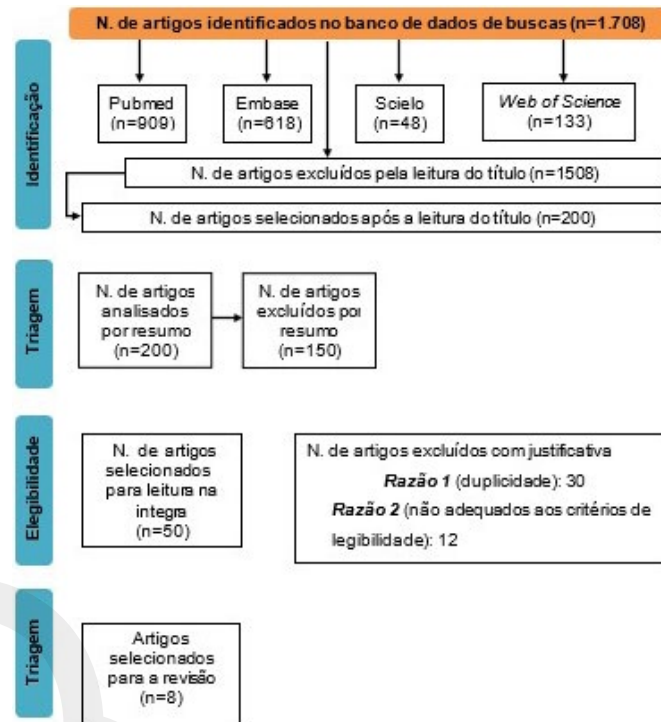 N. de artigos identificados no banco de dados de buscas (n=1.708)
Identificação
Pubmed
(n=909)
Embase
(n=618)
Scielo
(n=48)
Web of Science
(n=133)
N. de artigos excluídos pela leitura do título (n=1508)
N. de artigos selecionados após a leitura do título (n=200)
Triagem
N. de artigos
analisados
por resumo
(n=200)
N. de artigos
excluídos por
resumo
(n=150)
Elegibilidade
N. de artigos
selecionados
para leitura na
integra
(n=50)
N. de artigos excluídos com justificativa
Razão 1 (duplicidade): 30
Razão 2 (não adequados aos critérios de
legibilidade): 12
Triagem
Artigos
selecionados
para a revisão
(n=8)